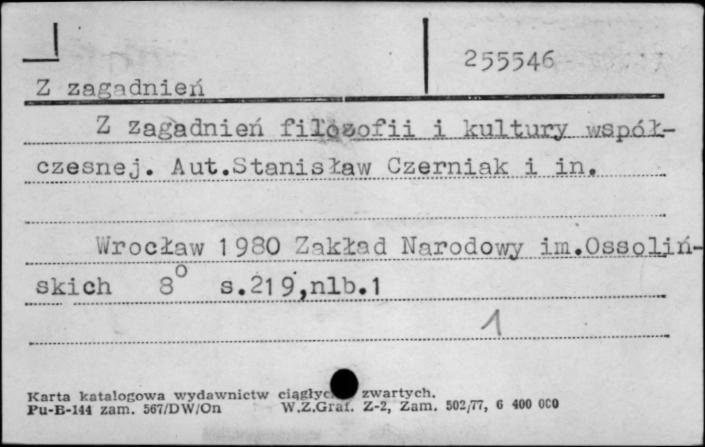 255546
Z zagadnień
Z zagadnień filozofii i kultury współ-
czesnej. Aut.Stanisław Czerniak i in.
Wrocław 1980 Zakład Narodowy im.Ossoliń-
skich 8° s.219,nlb.1
1
Karta katalogowa wydawnictw ciągłych zwartych.
Pu-B-144 zam. 567/DW/On W.Z.Graf. Z-2, Zam. 502/77, 6 400 000